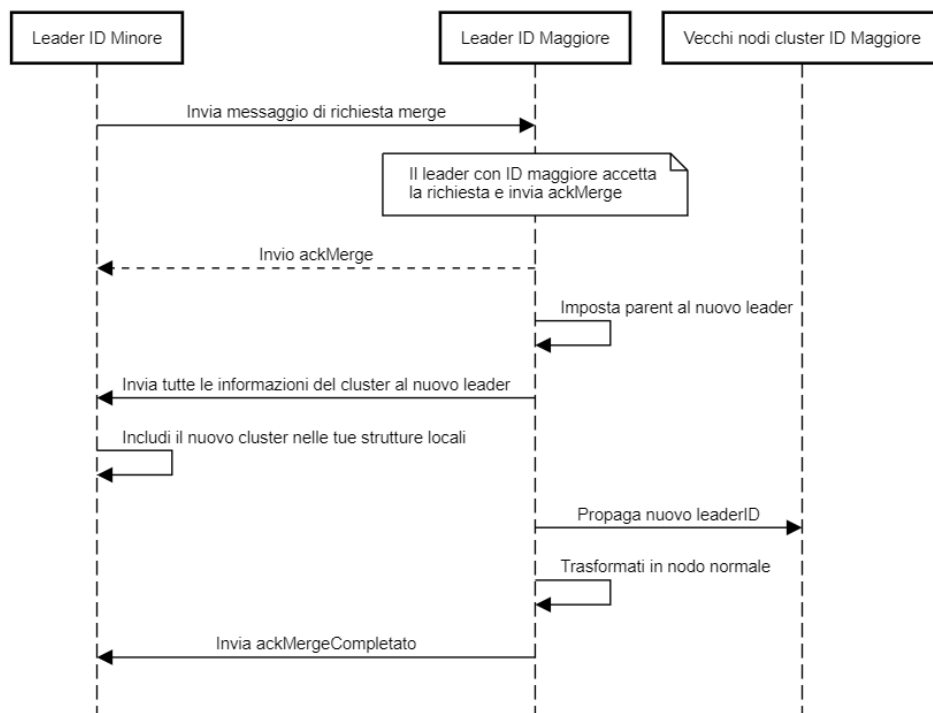 Leader ID Minore
Leader ID Maggiore
Vecchi nodi cluster ID Maggiore
Invia messaggio di richiesta merge
Il leader con ID maggiore accetta
la richiesta e invia ackMerge
Invio ackMerge
Imposta parent al nuovo leader
Invia tutte le informazioni del cluster al nuovo leader
Includi il nuovo cluster nelle tue strutture locali
Propaga nuovo leaderID
Trasformati in nodo normale
Invia ackMergeCompletato